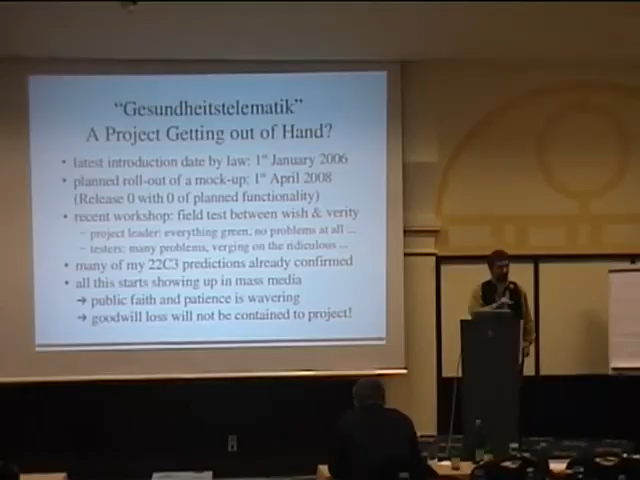 “Gesundheitstelematik”
A Project Getting out of Hand?
• latest introduction date by law: 1st January 2006
• planned roll-out of a mock-up: 1st April 2008
(Release 0 with 0 of planned functionality)
• recent workshop: field test between wish & verity
– project leader: everything green, no problems at all ...
– testers: many problems, verging on the ridiculous ...
• many of my 22C3 predictions already confirmed
• all this starts showing up in mass media
➔ public faith and patience is wavering
➔ goodwill loss will not be contained to project!